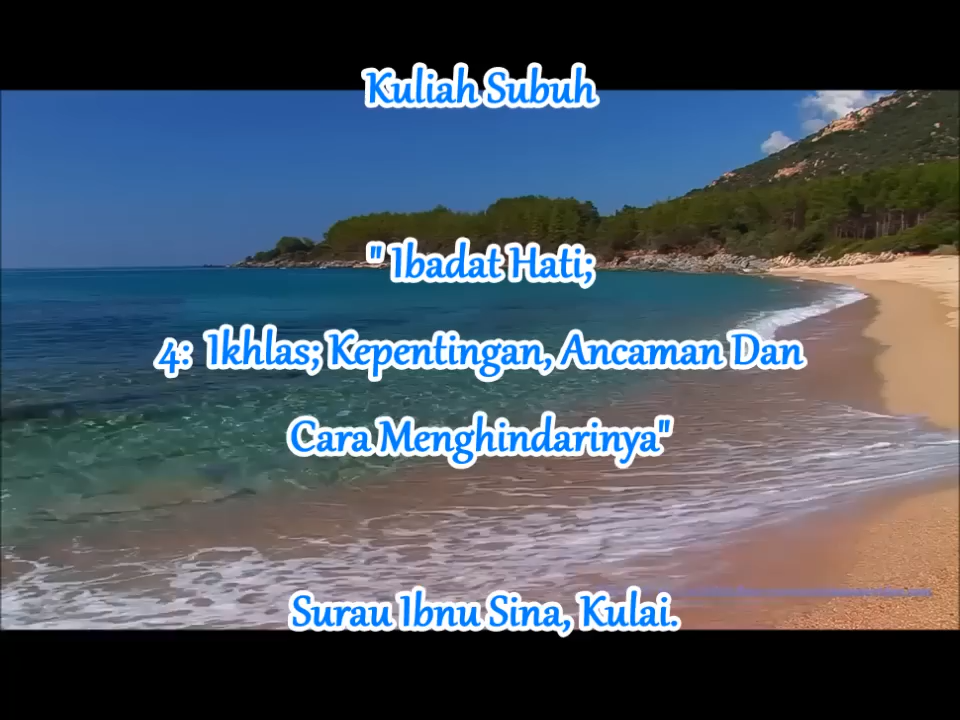 Kuliah Subuh
" Ibadat Hati;
4: Ikhlas; Kepentingan, Ancaman Dan
Cara Menghindarinya"
Surau Ibnu Sina, Kulai.